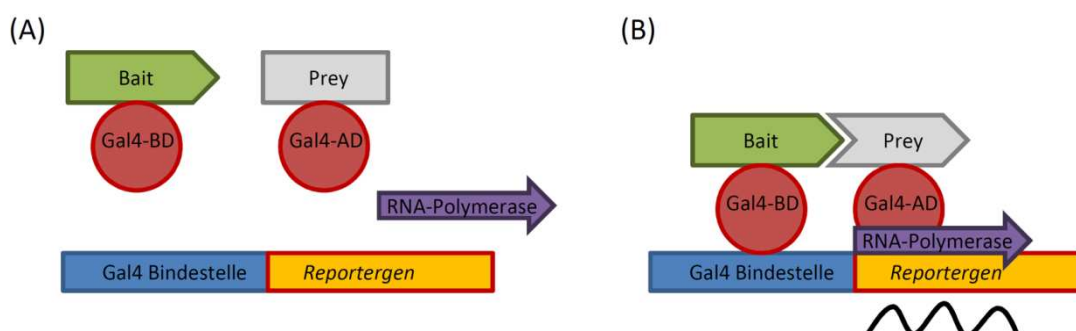 (A)
Bait
Prey
Gal4-BD
Gal4-AD
RNA-Polymerase
Gal4 Bindestelle
Reportergen
(B)
Bait
Prey
Gal4-BD
Gal4-AD
RNA-Polymerase
Gal4 Bindestelle
Reportergen